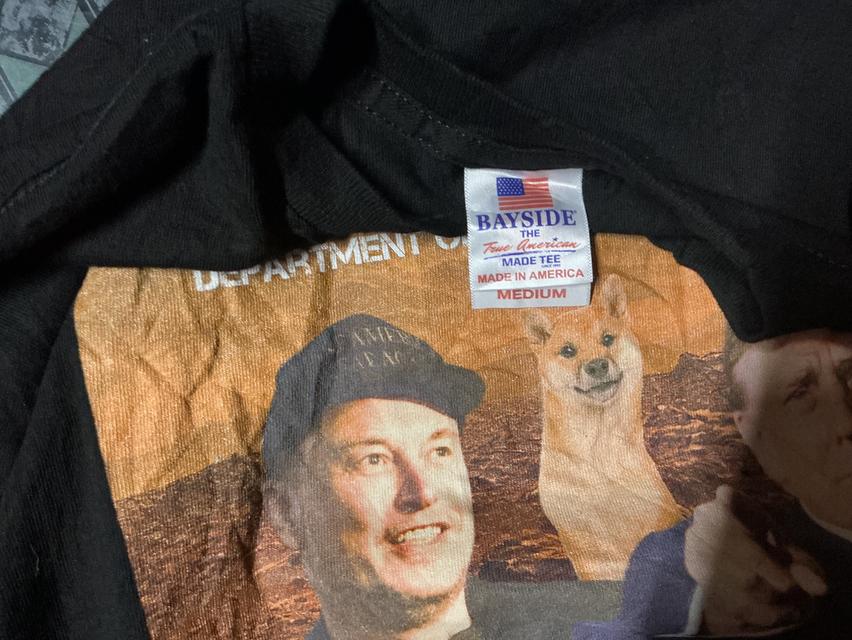 BAYSIDE
THE
True American
MADE TEE
MADE IN AMERICA
MEDIUM
DEPARTMENT